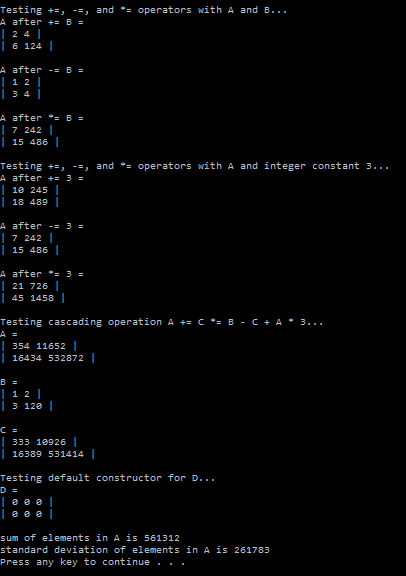 Testing +=, -=, and *= operators with A and B...
A after += B =
| 2 4 |
| 6 124 |
A after -= B =
| 1 2 |
| 3 4 |
A after *= B =
| 7 242 |
| 15 486 |
Testing +=, -=, and *= operators with A and integer constant 3...
A after += 3 =
| 10 245 |
| 18 489 |
A after -= 3 =
| 7 242 |
| 15 486 |
A after *= 3 =
| 21 726 |
| 45 1458 |
Testing cascading operation A += C *= B - C + A * 3...
A =
| 354 11652 |
| 16434 532872 |
B =
| 1 2 |
| 3 120 |
C =
| 333 10926 |
| 16389 531414 |
Testing default constructor for D...
D =
| 0 0 0 |
| 0 0 0 |
sum of elements in A is 561312
standard deviation of elements in A is 261783
Press any key to continue . . .